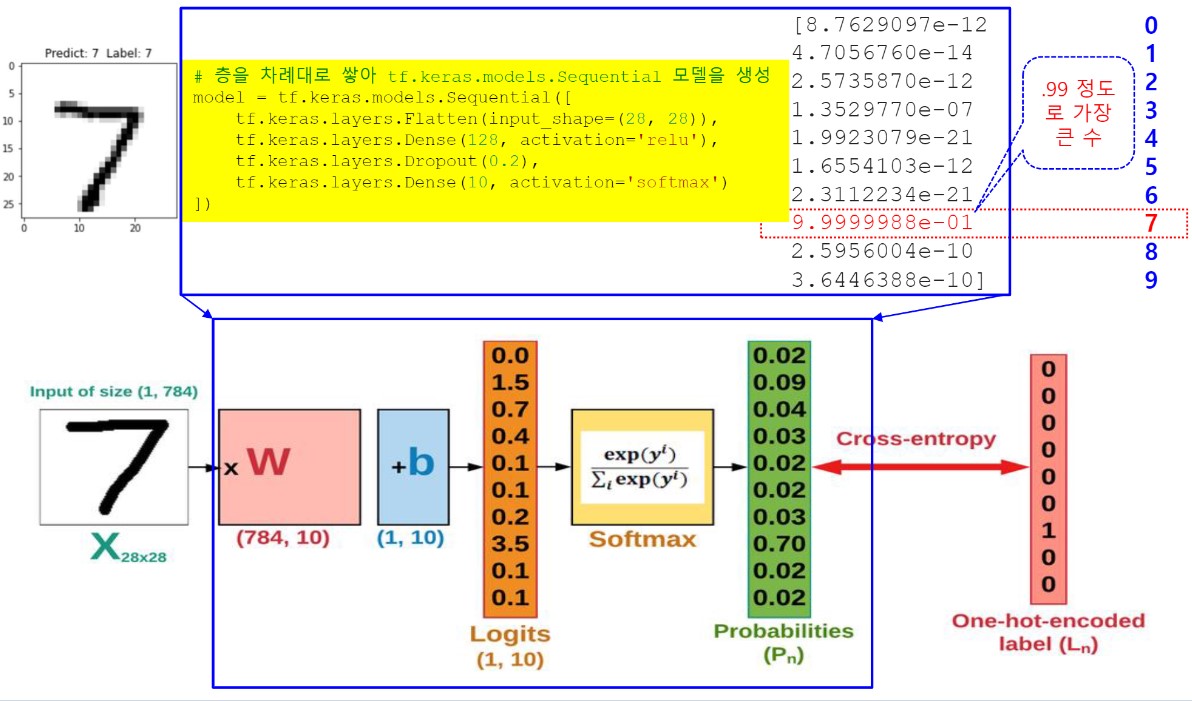 Predict: 7 Label: 7
0
5
10
15
20
25
0
10
20
# 층을 차례대로 쌓아 tf.keras.models.Sequential 모델을 생성
model = tf.keras.models.Sequential([
tf.keras.layers.Flatten(input_shape=(28, 28)),
tf.keras.layers.Dense(128, activation='relu'),
tf.keras.layers.Dropout(0.2),
tf.keras.layers.Dense(10, activation='softmax')
])
[8.7629097e-12
4.7056760e-14
2.5735870e-12
1.3529770e-07
1.9923079e-21
1.6554103e-12
2.3112234e-21
9.9999988e-01
2.5956004e-10
3.6446388e-10]
0
1
2
3
4
5
6
7
8
9
.99 정도
로 가장
큰 수
Input of size (1, 784)
X28x28
x W
(784, 10)
+b
(1, 10)
0.0
1.5
0.7
0.4
0.1
0.1
0.2
3.5
0.1
0.1
Logits
(1, 10)
exp(yⁱ)
∑ᵢ exp(yⁱ)
Softmax
0.02
0.09
0.04
0.03
0.02
0.02
0.03
0.70
0.02
0.02
Probabilities
(Pn)
Cross-entropy
0
0
0
0
0
0
1
0
0
One-hot-encoded
label (Ln)